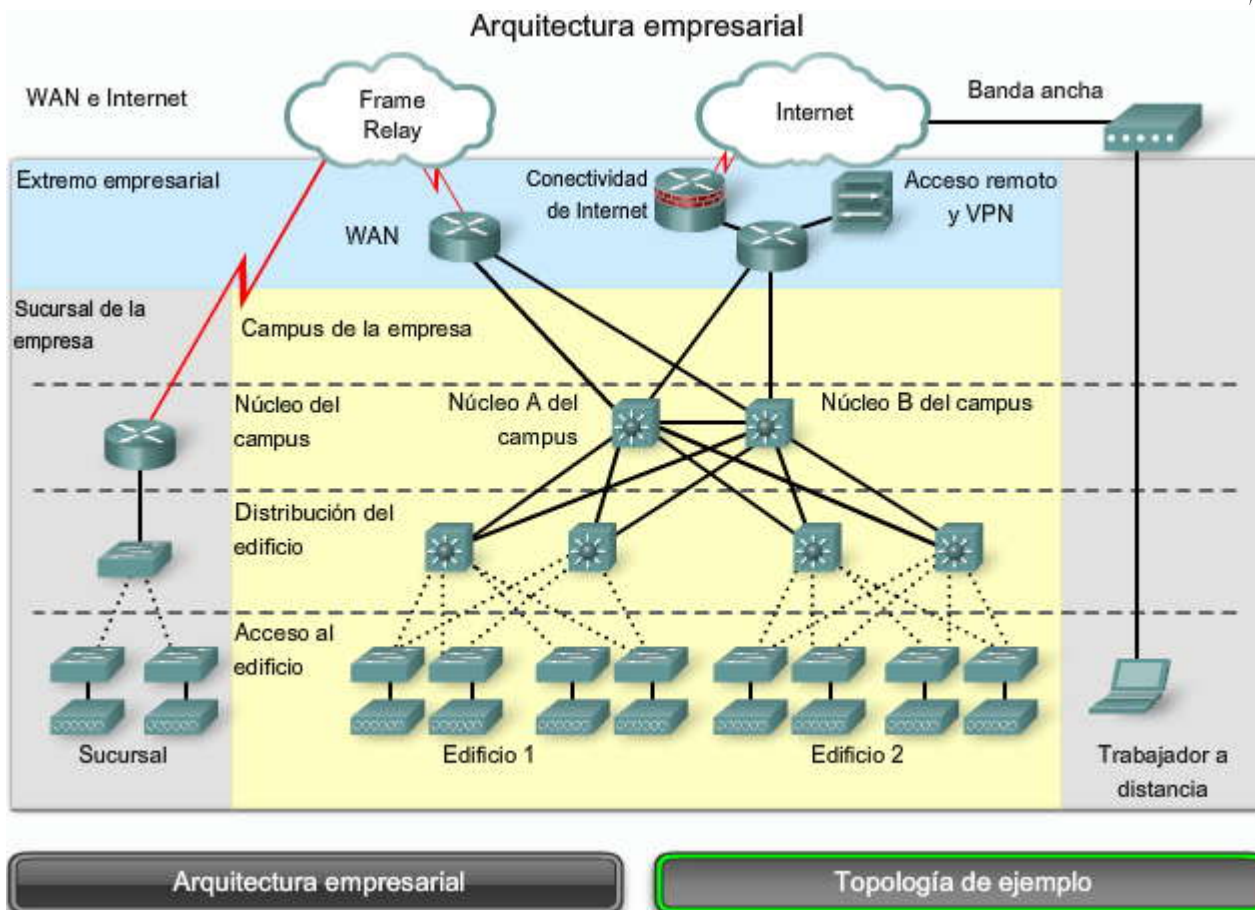 Arquitectura empresarial
WAN e Internet
Frame
Relay
Internet
Banda ancha
Extremo empresarial
WAN
Conectividad
de Internet
Acceso remoto
y VPN
Sucursal de la
empresa
Campus de la empresa
Núcleo del
campus
Núcleo A del
campus
Núcleo B del campus
Distribución del
edificio
Acceso al
edificio
Sucursal
Edificio 1
Edificio 2
Trabajador a
distancia
Arquitectura empresarial
Topología de ejemplo